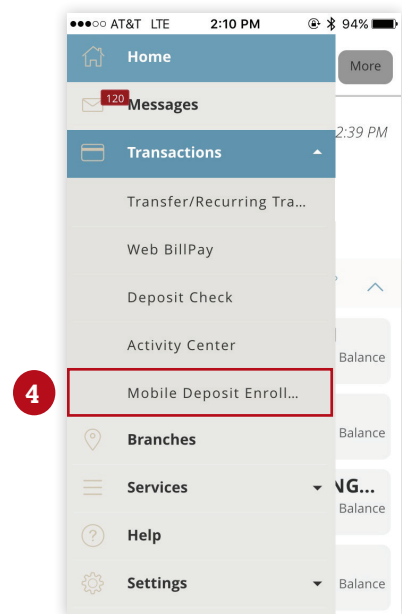 AT&T LTE 2:10 PM 94%
Home
More
120
Messages
2:39 PM
Transactions
Transfer/Recurring Tra...
Web BillPay
Deposit Check
Activity Center
Balance
4
Mobile Deposit Enroll...
Branches
Balance
Services
NG...
Balance
Help
Settings
Balance